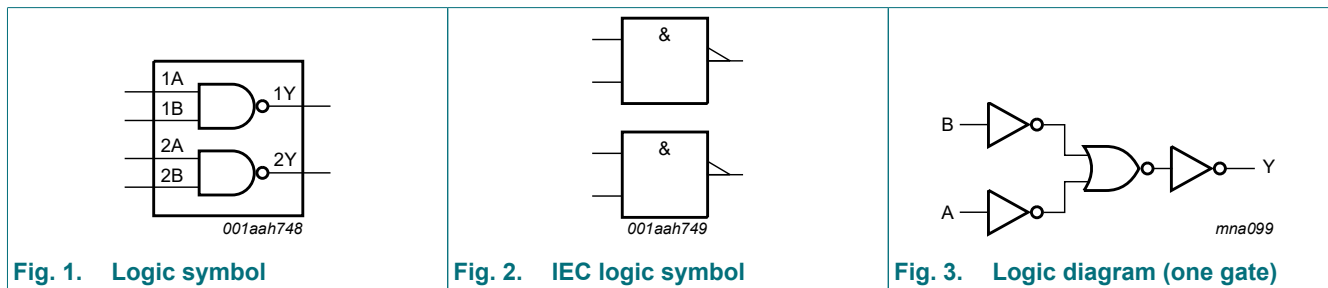 1A
1Y
1B
2A
2Y
2B
001aah748
Fig. 1. Logic symbol
&
&
001aah749
Fig. 2. IEC logic symbol
B
Y
A
mna099
Fig. 3. Logic diagram (one gate)